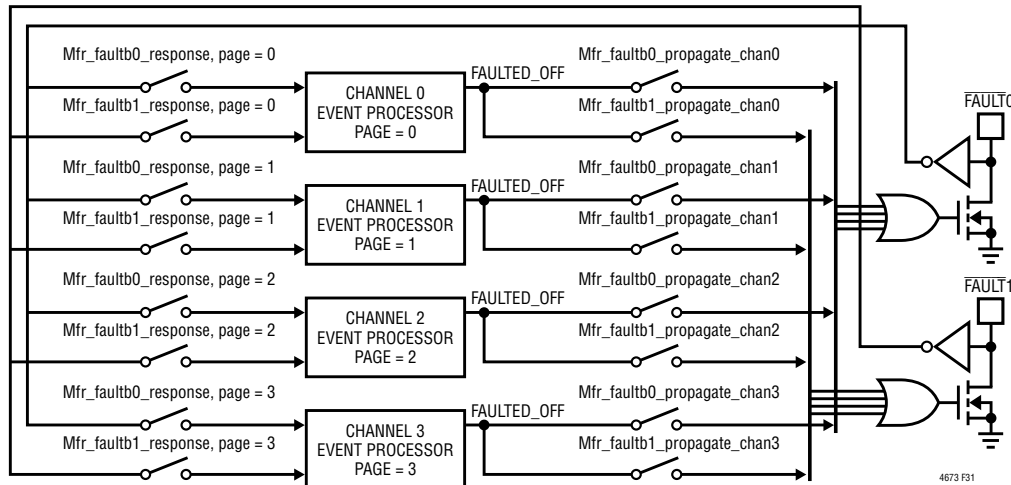 Mfr_faultb0_response, page = 0
Mfr_faultb0_propagate_chan0
FAULTED_OFF
CHANNEL 0
EVENT PROCESSOR
PAGE = 0
Mfr_faultb1_response, page = 0
Mfr_faultb1_propagate_chan0
FAULT0
Mfr_faultb0_response, page = 1
Mfr_faultb0_propagate_chan1
FAULTED_OFF
CHANNEL 1
EVENT PROCESSOR
PAGE = 1
Mfr_faultb1_response, page = 1
Mfr_faultb1_propagate_chan1
Mfr_faultb0_response, page = 2
Mfr_faultb0_propagate_chan2
FAULTED_OFF
CHANNEL 2
EVENT PROCESSOR
PAGE = 2
Mfr_faultb1_response, page = 2
Mfr_faultb1_propagate_chan2
FAULT1
Mfr_faultb0_response, page = 3
Mfr_faultb0_propagate_chan3
FAULTED_OFF
CHANNEL 3
EVENT PROCESSOR
PAGE = 3
Mfr_faultb1_response, page = 3
Mfr_faultb1_propagate_chan3
4673 F31